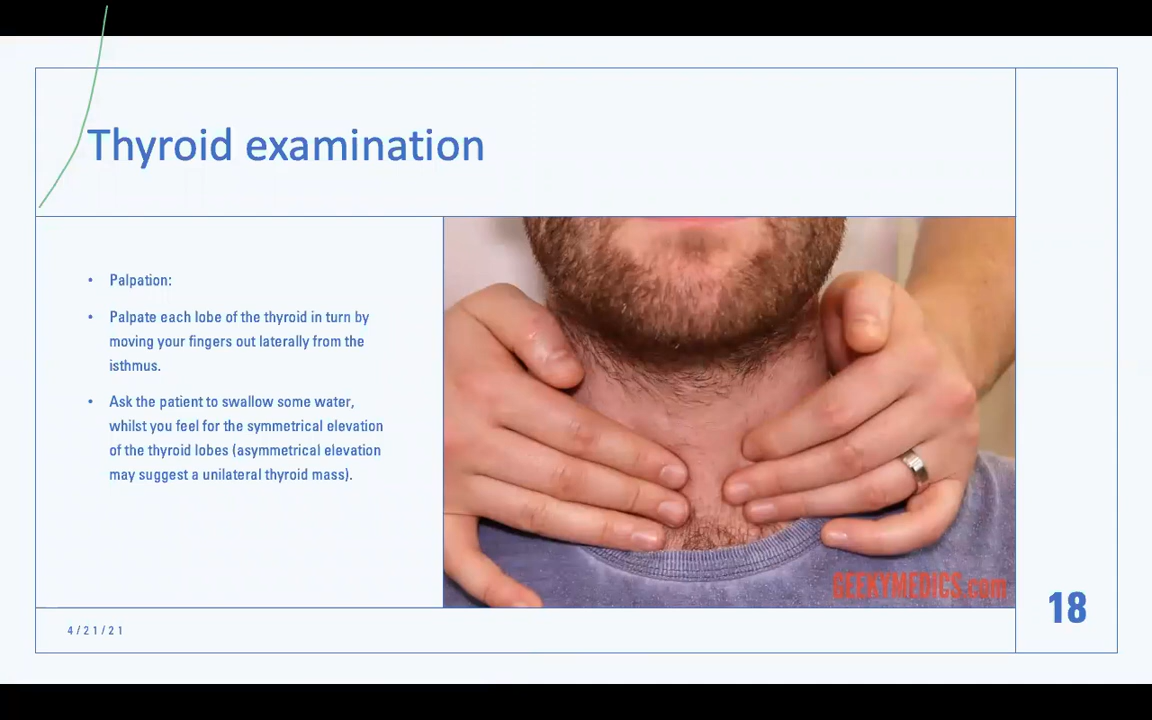 Thyroid examination
• Palpation:
• Palpate each lobe of the thyroid in turn by
moving your fingers out laterally from the
isthmus.
• Ask the patient to swallow some water,
whilst you feel for the symmetrical elevation
of the thyroid lobes (asymmetrical elevation
may suggest a unilateral thyroid mass).
GEEKYMEDICS.com
18
4/21/21